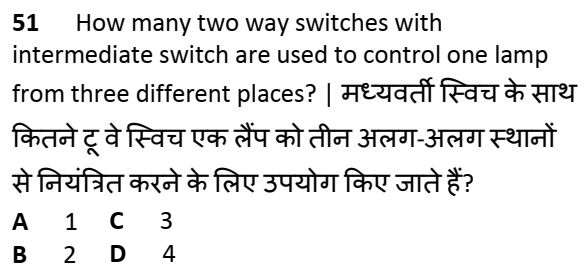 51 How many two way switches with
intermediate switch are used to control one lamp
from three different places? | मध्यवर्ती स्विच के साथ
कितने टू वे स्विच एक लैंप को तीन अलग-अलग स्थानों
से नियंत्रित करने के लिए उपयोग किए जाते हैं?
A 1 C 3
B 2 D 4